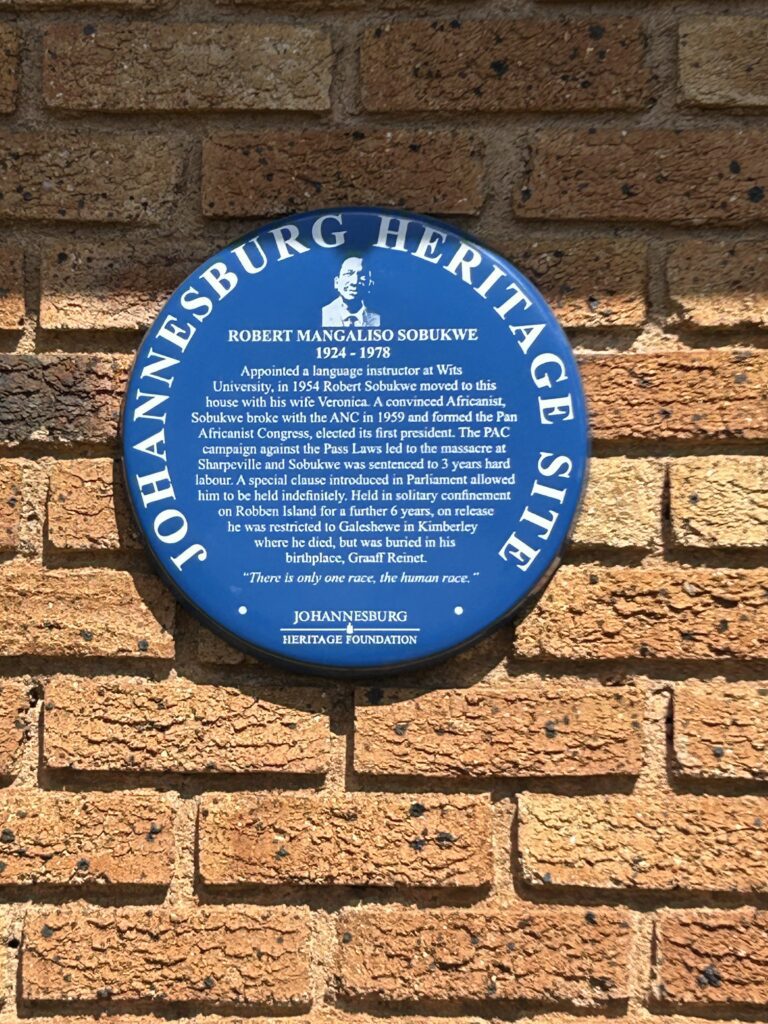 JOHANNESBURG HERITAGE SITE
ROBERT MANGALISO SOBUKWE
1924 - 1978
Appointed a language instructor at Wits
University, in 1954 Robert Sobukwe moved to this
house with his wife Veronica. A convinced Africanist,
Sobukwe broke with the ANC in 1959 and formed the Pan
Africanist Congress, elected its first president. The PAC
campaign against the Pass Laws led to the massacre at
Sharpeville and Sobukwe was sentenced to 3 years hard
labour. A special clause introduced in Parliament allowed
him to be held indefinitely. Held in solitary confinement
on Robben Island for a further 6 years, on release
he was restricted to Galeshewe in Kimberley
where he died, but was buried in his
birthplace, Graaff Reinet.
"There is only one race, the human race."
JOHANNESBURG
HERITAGE FOUNDATION